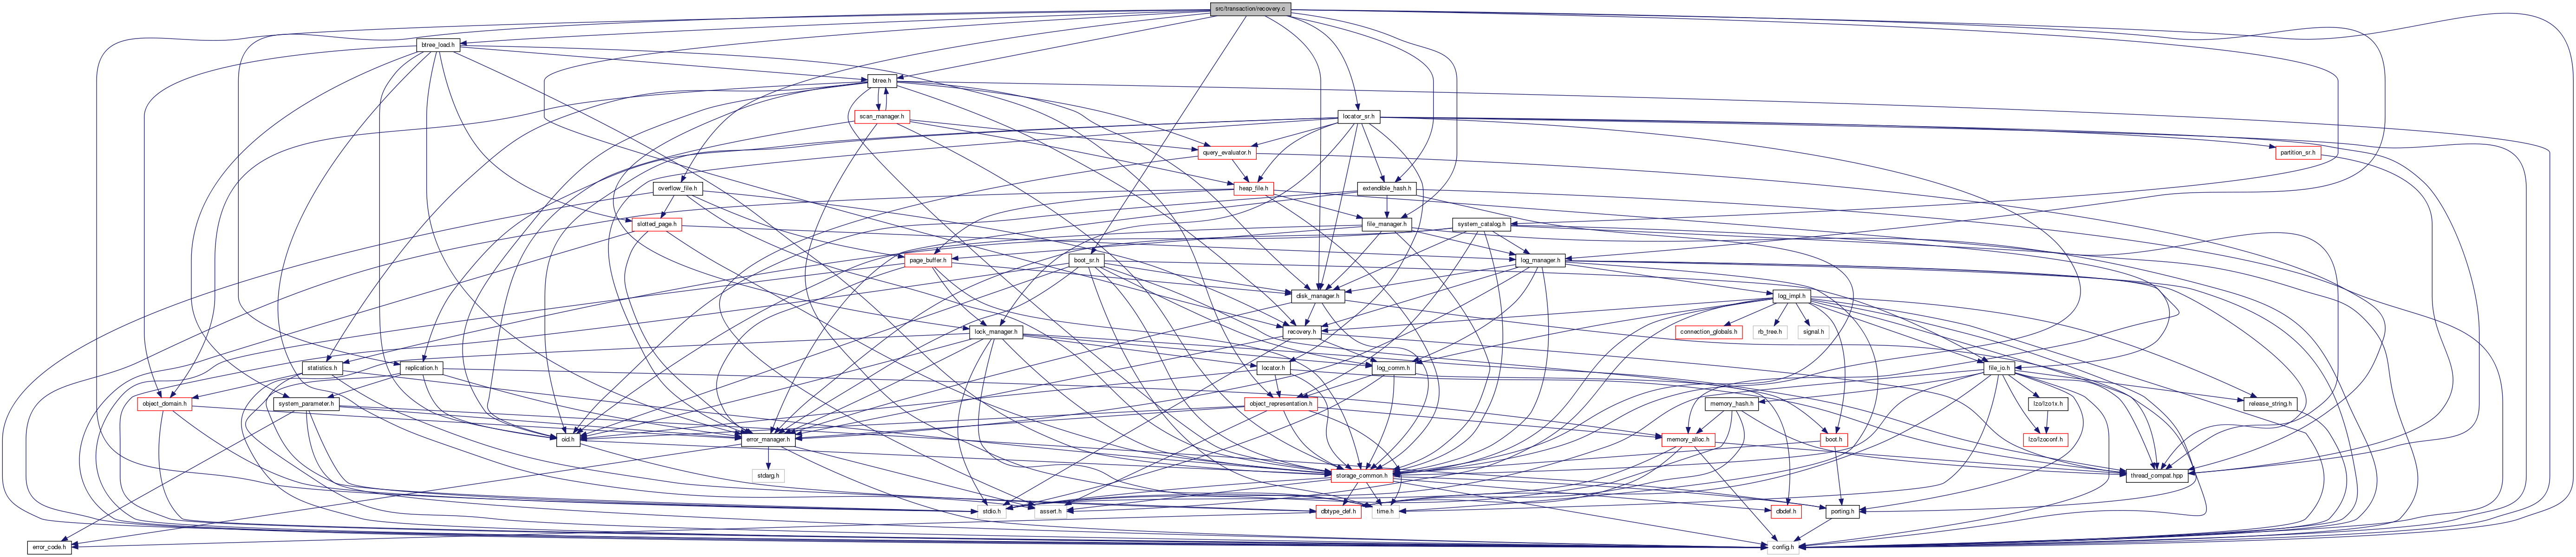 src/transaction/recovery.c
btree_load.h
btree.h
scan_manager.h
locator_sr.h
query_evaluator.h
partition_sr.h
overflow_file.h
heap_file.h
extendible_hash.h
slotted_page.h
file_manager.h
system_catalog.h
page_buffer.h
boot_sr.h
log_manager.h
disk_manager.h
log_impl.h
lock_manager.h
recovery.h
connection_globals.h
rb_tree.h
signal.h
statistics.h
replication.h
locator.h
log_comm.h
file_io.h
object_domain.h
system_parameter.h
object_representation.h
memory_hash.h
lzo/lzo1x.h
release_string.h
oid.h
error_manager.h
memory_alloc.h
boot.h
lzo/lzoconf.h
stdarg.h
storage_common.h
thread_compat.hpp
stdio.h
assert.h
dbtype_def.h
time.h
dbdef.h
porting.h
error_code.h
config.h